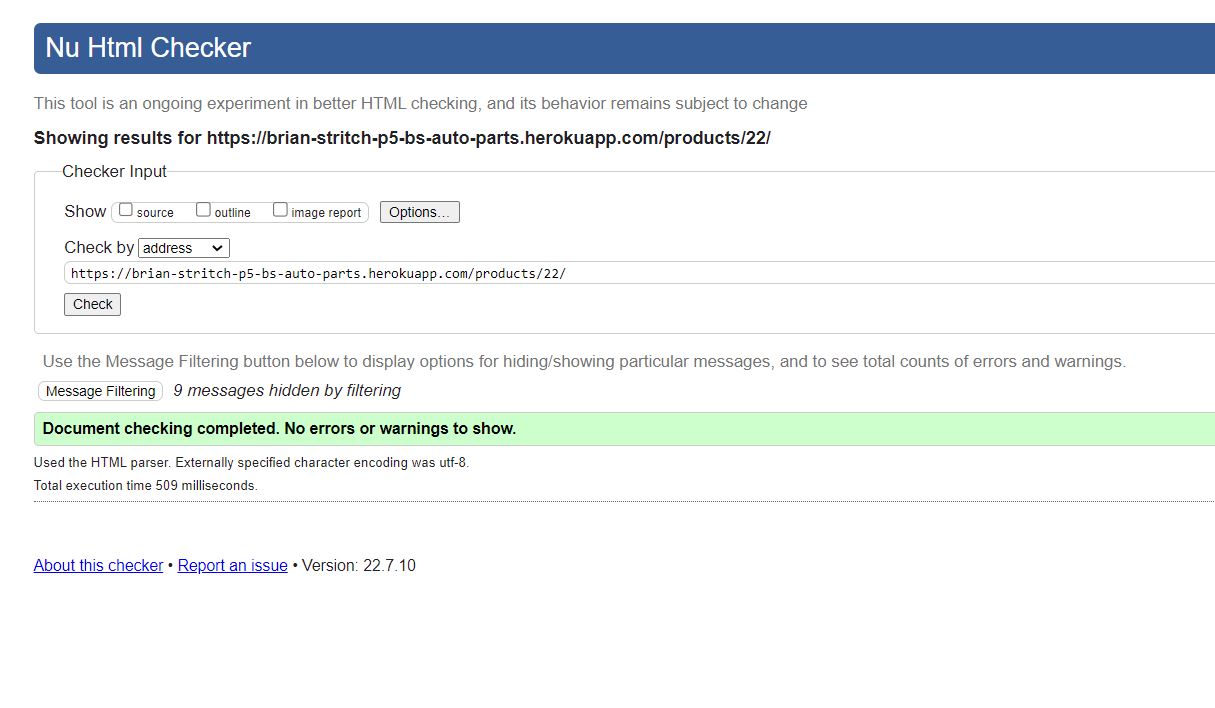 Nu Html Checker
This tool is an ongoing experiment in better HTML checking, and its behavior remains subject to change
Showing results for https://brian-stritch-p5-bs-auto-parts.herokuapp.com/products/22/
Checker Input
Show source outline image report Options...
Check by address
https://brian-stritch-p5-bs-auto-parts.herokuapp.com/products/22/
Check
Use the Message Filtering button below to display options for hiding/showing particular messages, and to see total counts of errors and warnings.
Message Filtering 9 messages hidden by filtering
Document checking completed. No errors or warnings to show.
Used the HTML parser. Externally specified character encoding was utf-8.
Total execution time 509 milliseconds.
About this checker • Report an issue • Version: 22.7.10